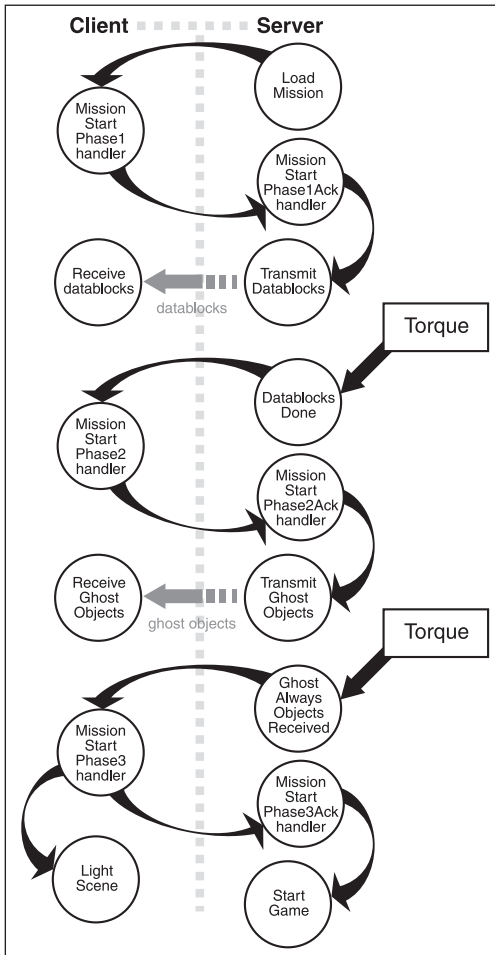 Client
Server
Load
Mission
Mission
Start
Phase1
handler
Mission
Start
Phase1Ack
handler
Receive
datablocks
datablocks
Transmit
Datablocks
Torque
Datablocks
Done
Mission
Start
Phase2
handler
Mission
Start
Phase2Ack
handler
Receive
Ghost
Objects
ghost objects
Transmit
Ghost
Objects
Torque
Ghost
Always
Objects
Received
Mission
Start
Phase3
handler
Mission
Start
Phase3Ack
handler
Light
Scene
Start
Game